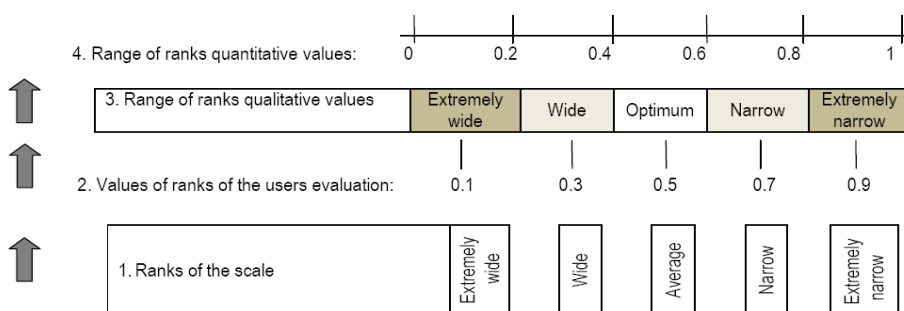 4. Range of ranks quantitative values: 0 0.2 0.4 0.6 0.8 1
3. Range of ranks qualitative values
Extremely
wide
Wide
Optimum
Narrow
Extremely
narrow
2. Values of ranks of the users evaluation: 0.1 0.3 0.5 0.7 0.9
1. Ranks of the scale
Extremely
wide
Wide
Average
Narrow
Extremely
narrow